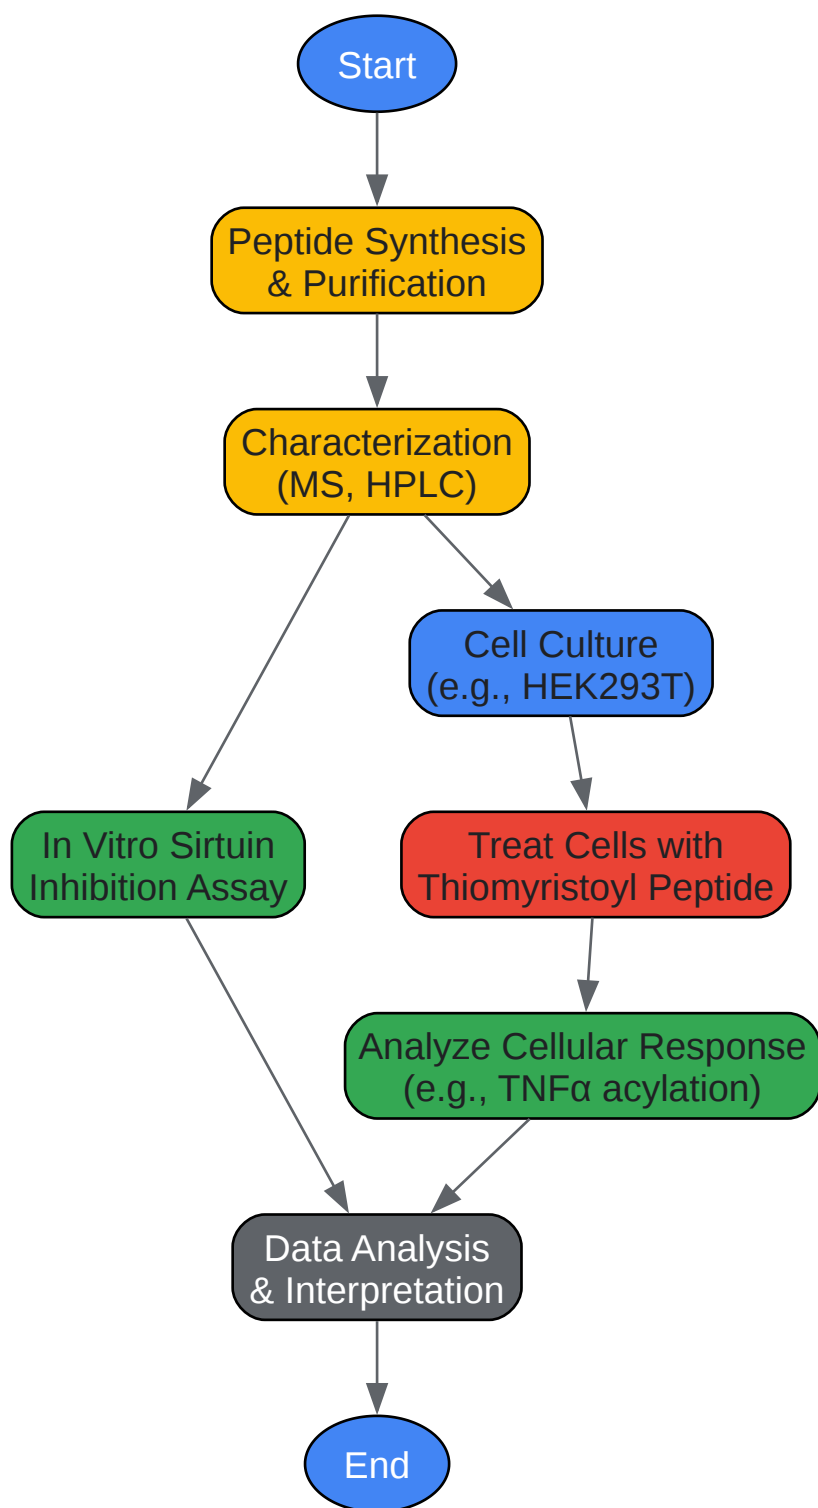 Start
Peptide Synthesis
& Purification
Characterization
(MS, HPLC)
Cell Culture
(e.g., HEK293T)
In Vitro Sirtuin
Inhibition Assay
Treat Cells with
Thiomyristoyl Peptide
Analyze Cellular Response
(e.g., TNFα acylation)
Data Analysis
& Interpretation
End